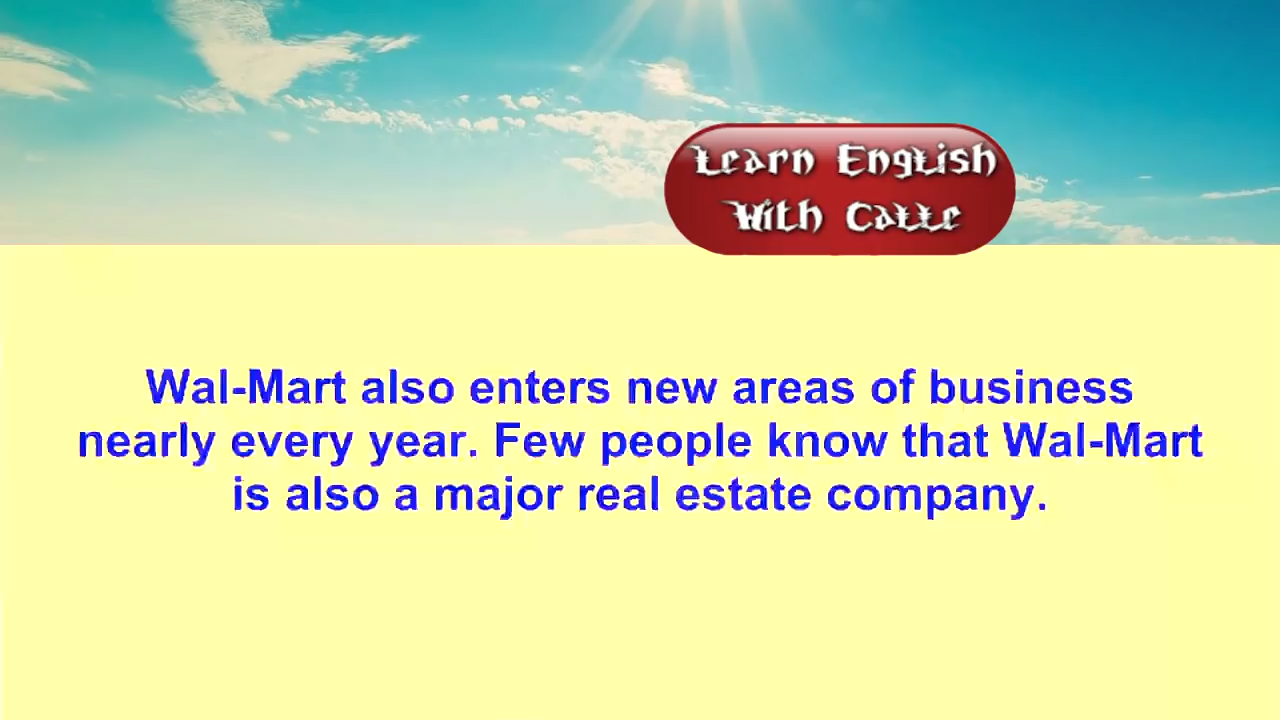 Learn English
With Catte
Wal-Mart also enters new areas of business
nearly every year. Few people know that Wal-Mart
is also a major real estate company.